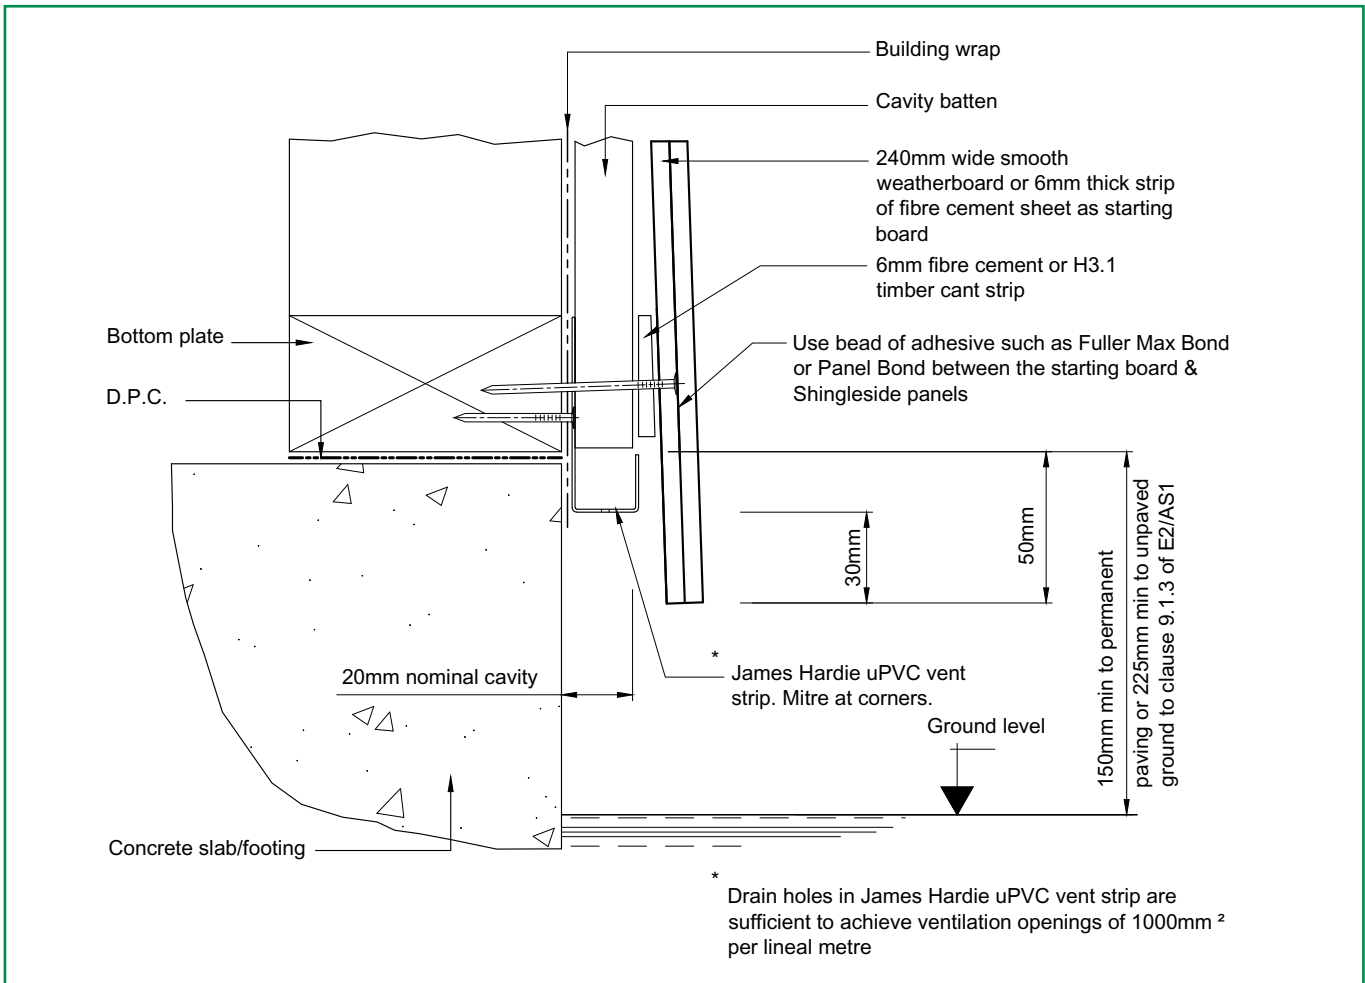 Building wrap
Cavity batten
240mm wide smooth
weatherboard or 6mm thick strip
of fibre cement sheet as starting
board
6mm fibre cement or H3.1
timber cant strip
Bottom plate
Use bead of adhesive such as Fuller Max Bond
or Panel Bond between the starting board &
Shingleside panels
D.P.C.
30mm
50mm
150mm min to permanent
paving or 225mm min to unpaved
ground to clause 9.1.3 of E2/AS1
20mm nominal cavity
*
James Hardie uPVC vent
strip. Mitre at corners.
Ground level
Concrete slab/footing
*
Drain holes in James Hardie uPVC vent strip are
sufficient to achieve ventilation openings of 1000mm ²
per lineal metre